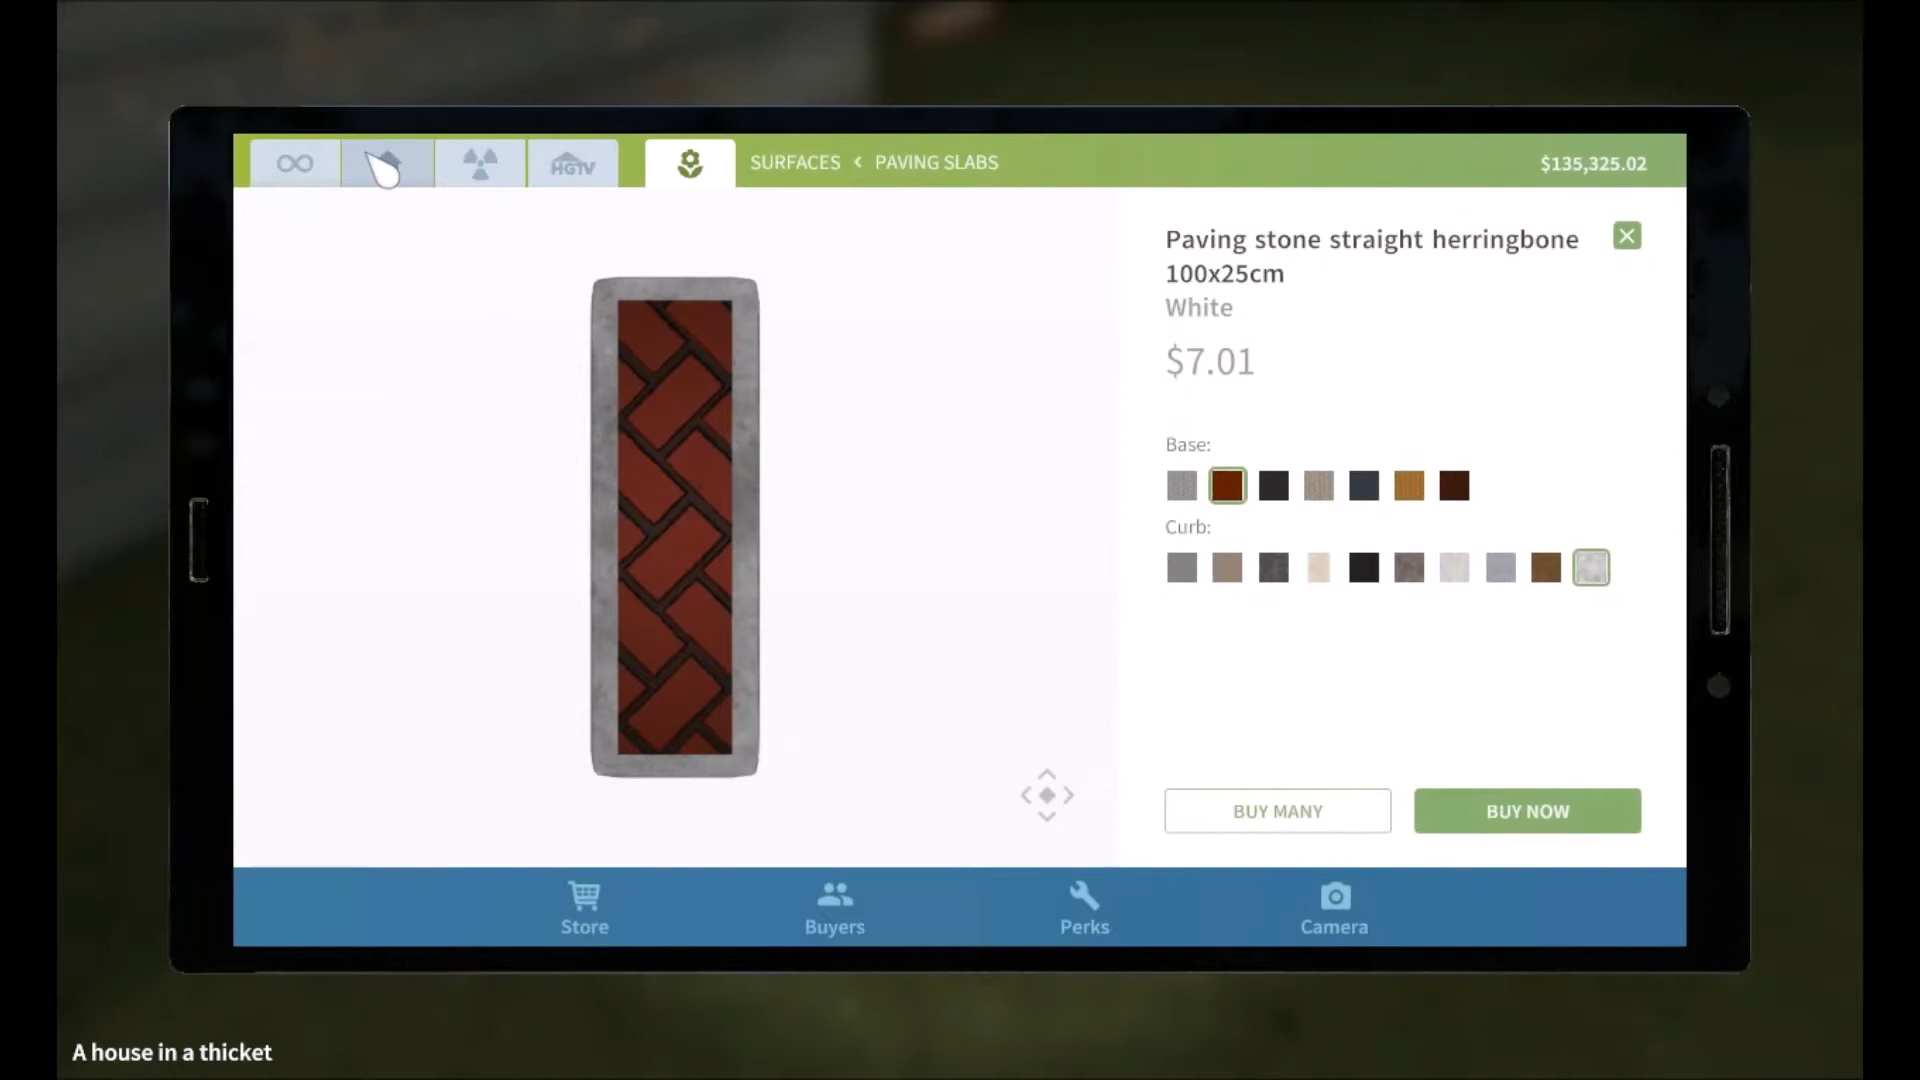 HGTV
SURFACES < PAVING SLABS
$135,325.02
Paving stone straight herringbone
100x25cm
White
$7.01
Base:
Curb:
BUY MANY
BUY NOW
Store
Buyers
Perks
Camera
A house in a thicket